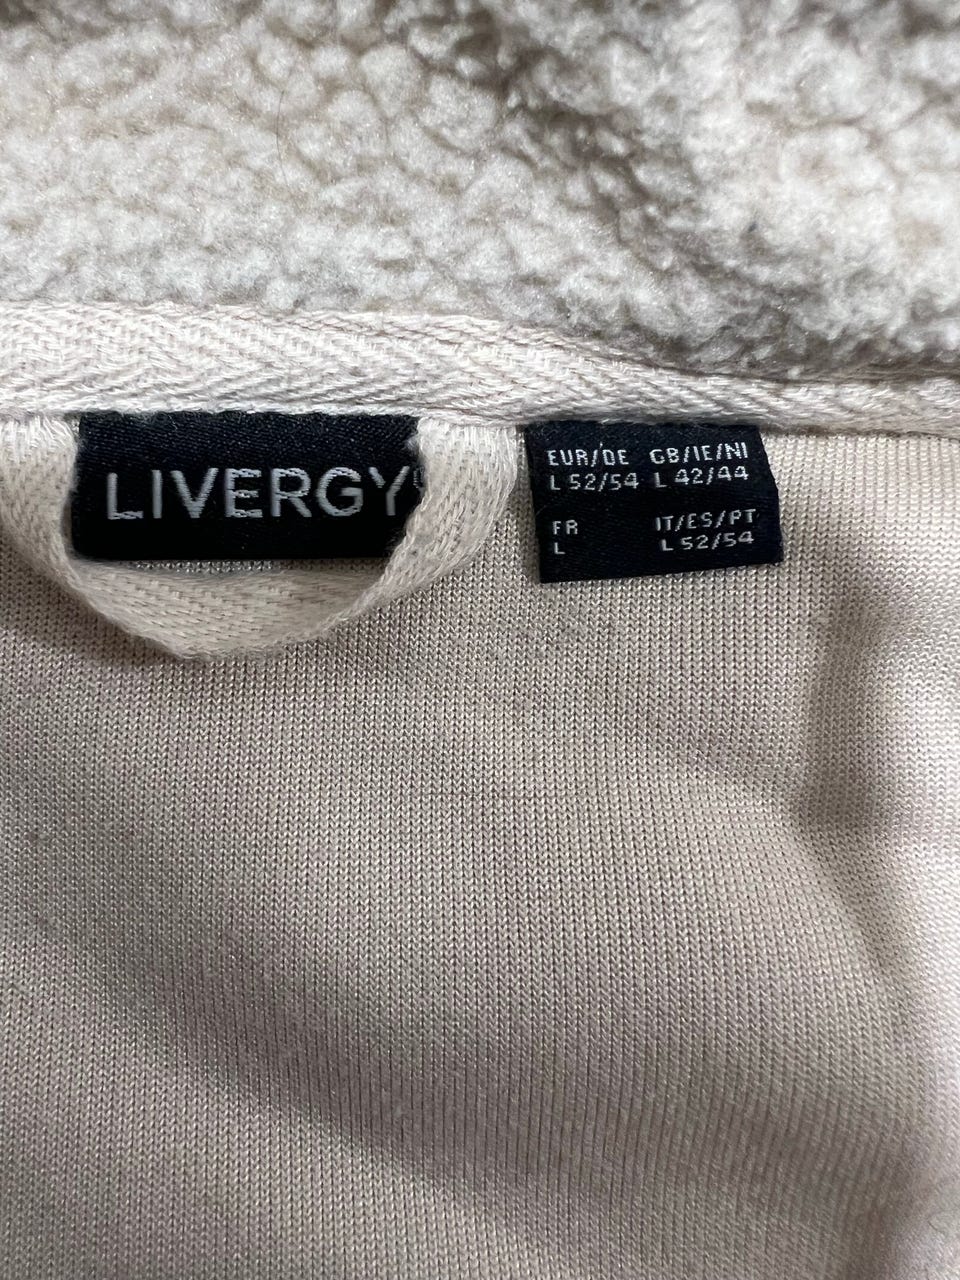 LIVERGY
EUR/DE GB/IE/NI
L 52/54 L 42/44
FR IT/ES/PT
L L 52/54